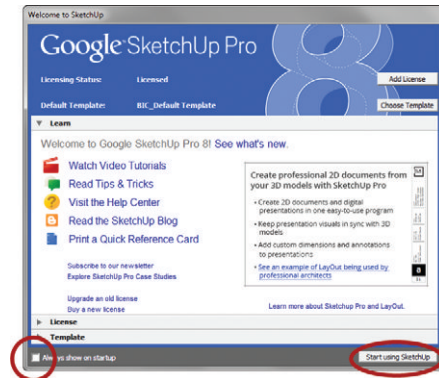 Welcome to SketchUp
Google SketchUp Pro 8
Licensing Status: Licensed Add License
Default Template: BIC_Default Template Choose Template
Learn
Welcome to Google SketchUp Pro 8! See what's new.
Watch Video Tutorials
Read Tips & Tricks
Visit the Help Center
Read the SketchUp Blog
Print a Quick Reference Card
Subscribe to our newsletter
Explore SketchUp Pro Case Studies
Upgrade an old license
Buy a new license
Create professional 2D documents from
your 3D models with SketchUp Pro
• Create 2D documents and digital
presentations in one easy-to-use program
• Keep presentation visuals in sync with 3D
models
• Add custom dimensions and annotations
to presentations
• See an example of LayOut being used by
professional architects
Learn more about Sketchup Pro and LayOut.
License
Template
Always show on startup Start using SketchUp